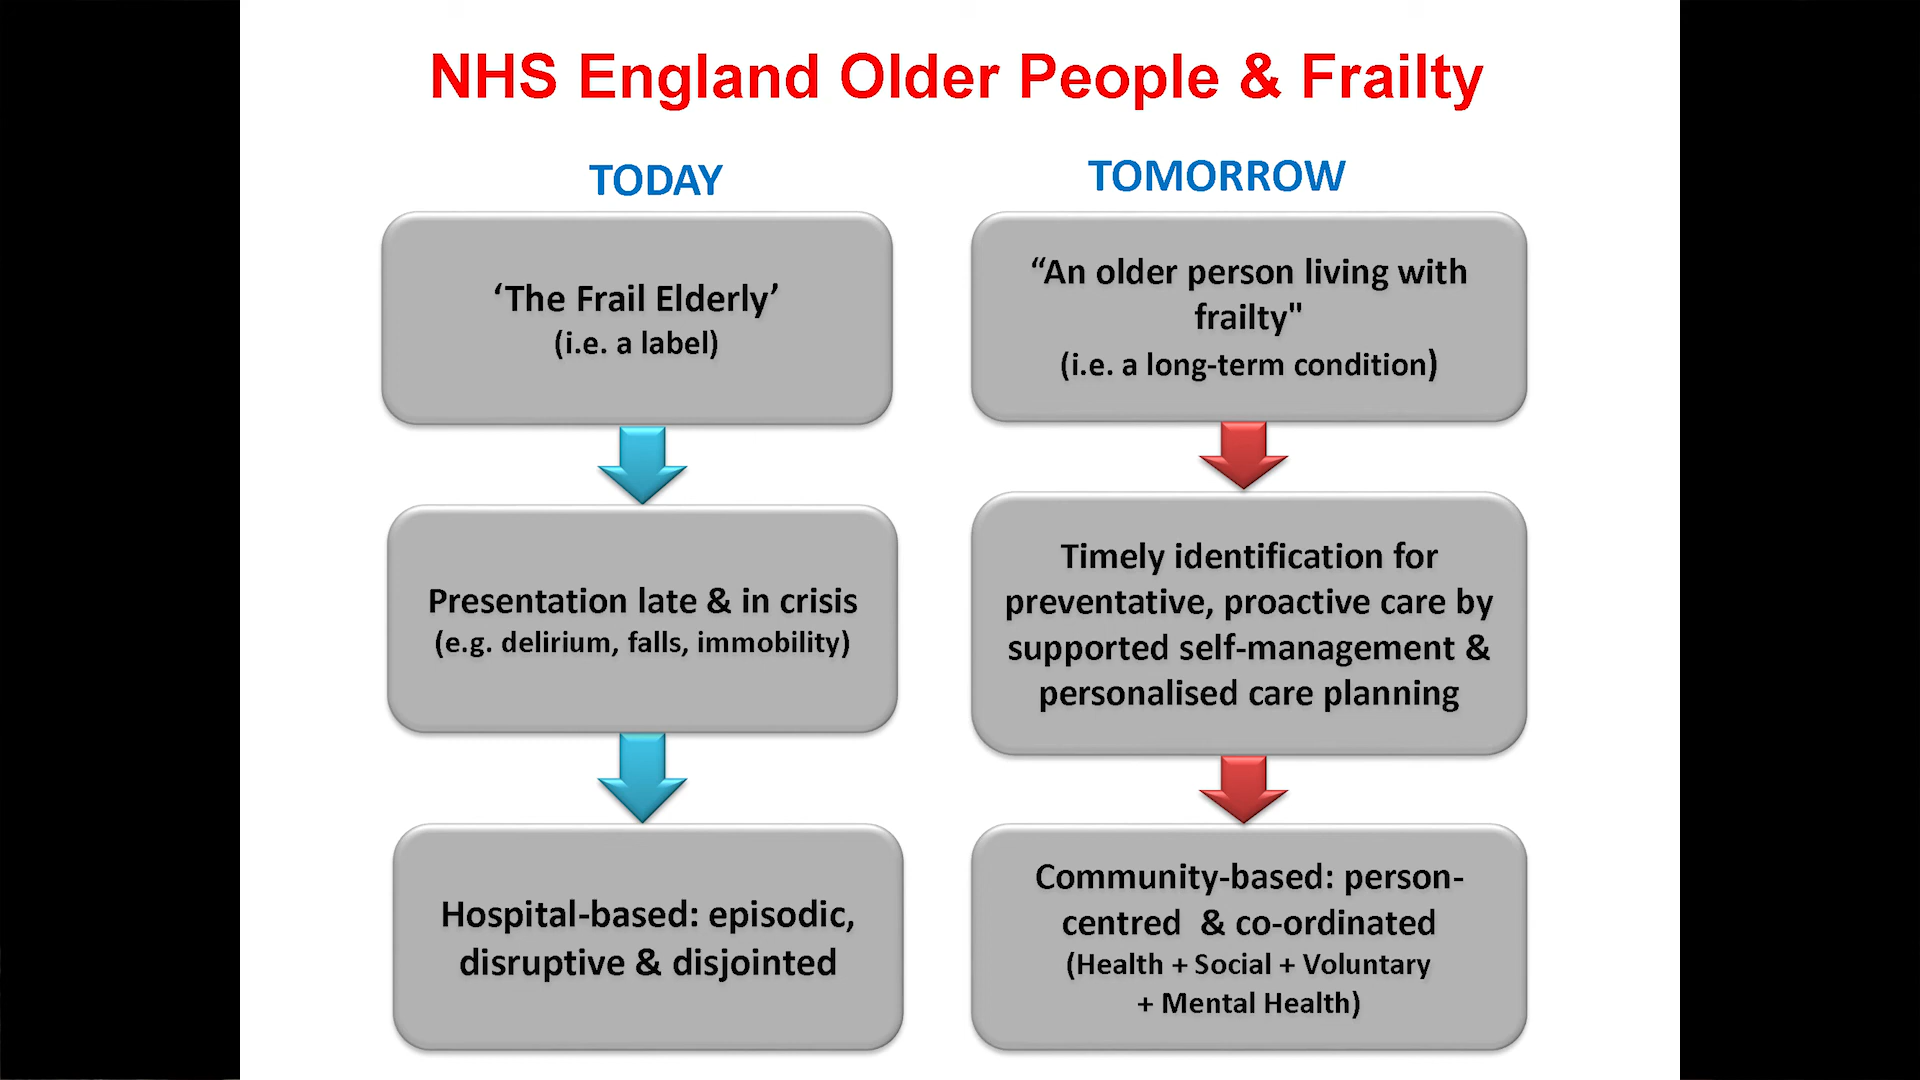 NHS England Older People & Frailty
TODAY
‘The Frail Elderly’
(i.e. a label)
Presentation late & in crisis
(e.g. delirium, falls, immobility)
Hospital-based: episodic,
disruptive & disjointed
TOMORROW
“An older person living with
frailty"
(i.e. a long-term condition)
Timely identification for
preventative, proactive care by
supported self-management &
personalised care planning
Community-based: person-
centred  & co-ordinated
(Health + Social + Voluntary
+ Mental Health)